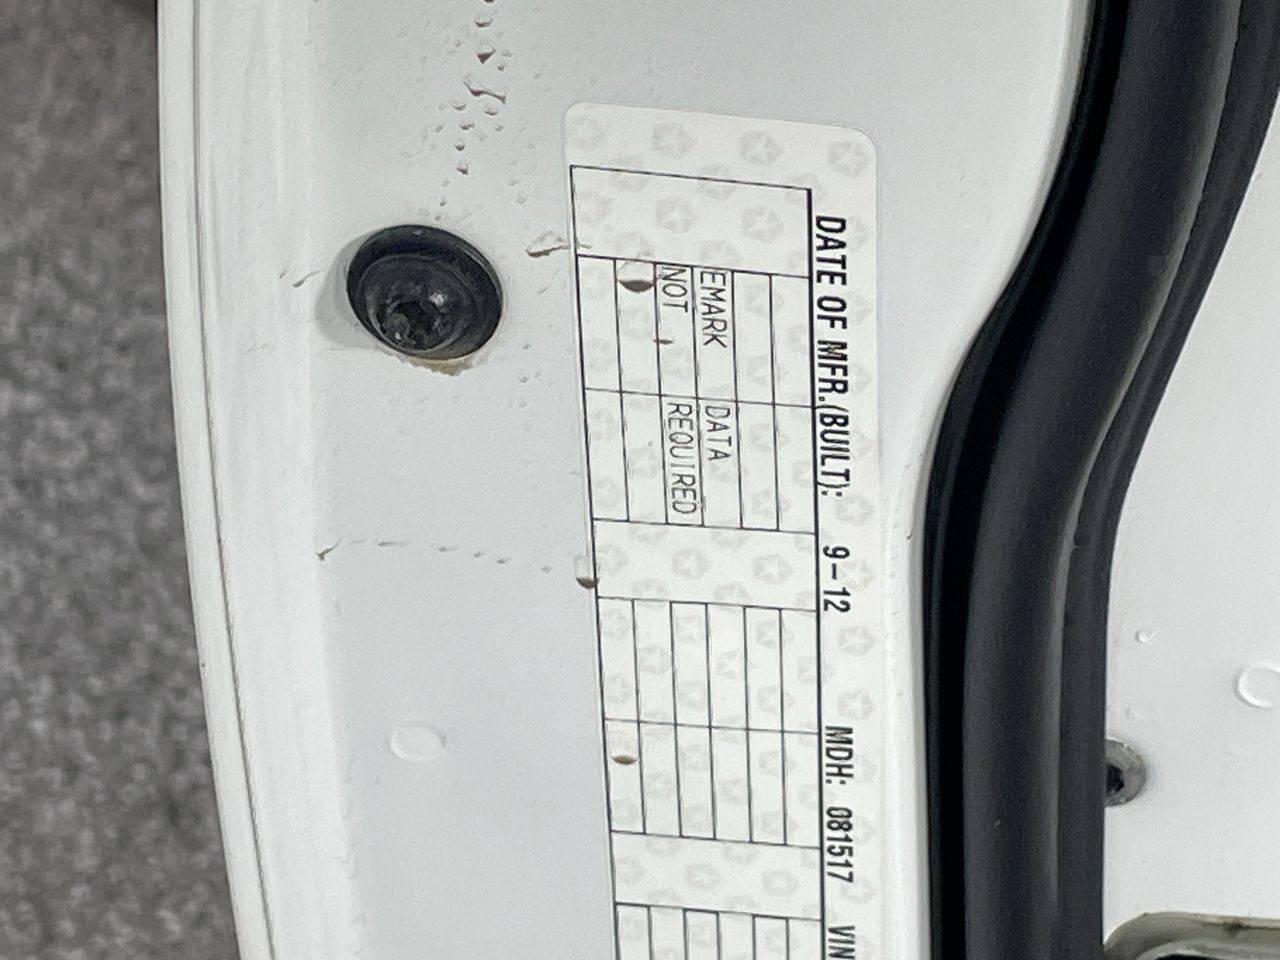 DATE OF MFR.(BUILT): 9-12 MDH: 081517 VIN
EMARK DATA
NOT REQUIRED